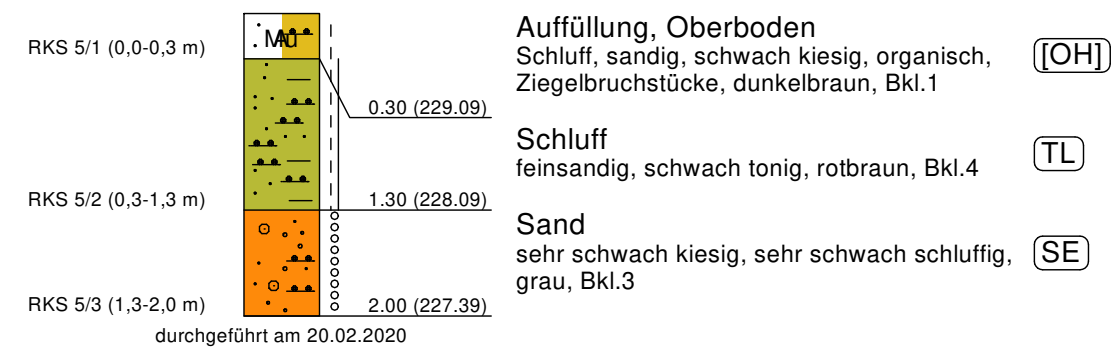 RKS 5/1 (0,0-0,3 m)
Auffüllung, Oberboden
Schluff, sandig, schwach kiesig, organisch,
Ziegelbruchstücke, dunkelbraun, Bkl.1
[OH]
0.30 (229.09)
Schluff
feinsandig, schwach tonig, rotbraun, Bkl.4
TL
RKS 5/2 (0,3-1,3 m)
1.30 (228.09)
Sand
sehr schwach kiesig, sehr schwach schluffig,
grau, Bkl.3
SE
RKS 5/3 (1,3-2,0 m)
2.00 (227.39)
durchgeführt am 20.02.2020